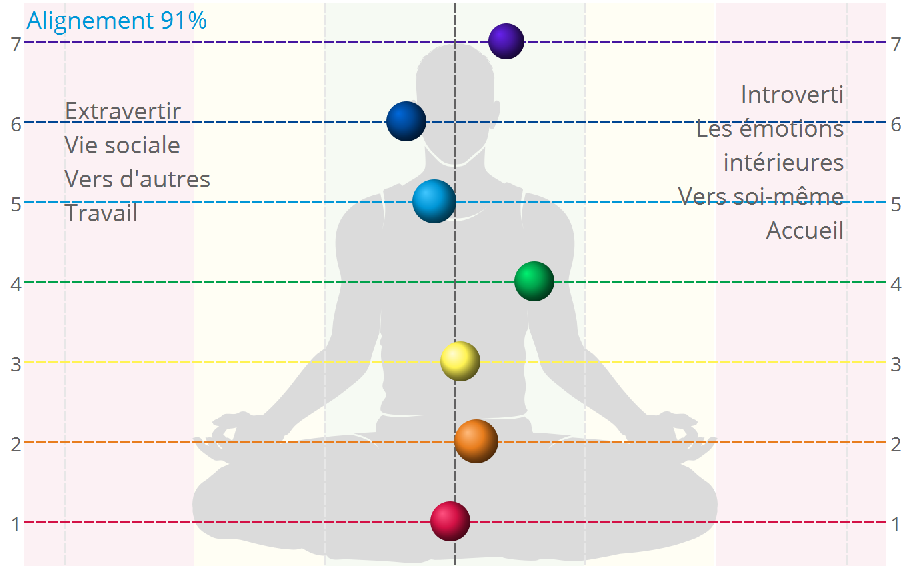 Alignement 91%
7
7
Extravertir
Vie sociale
Vers d'autres
Travail
Introverti
Les émotions
intérieures
Vers soi-même
Accueil
6
6
5
5
4
4
3
3
2
2
1
1